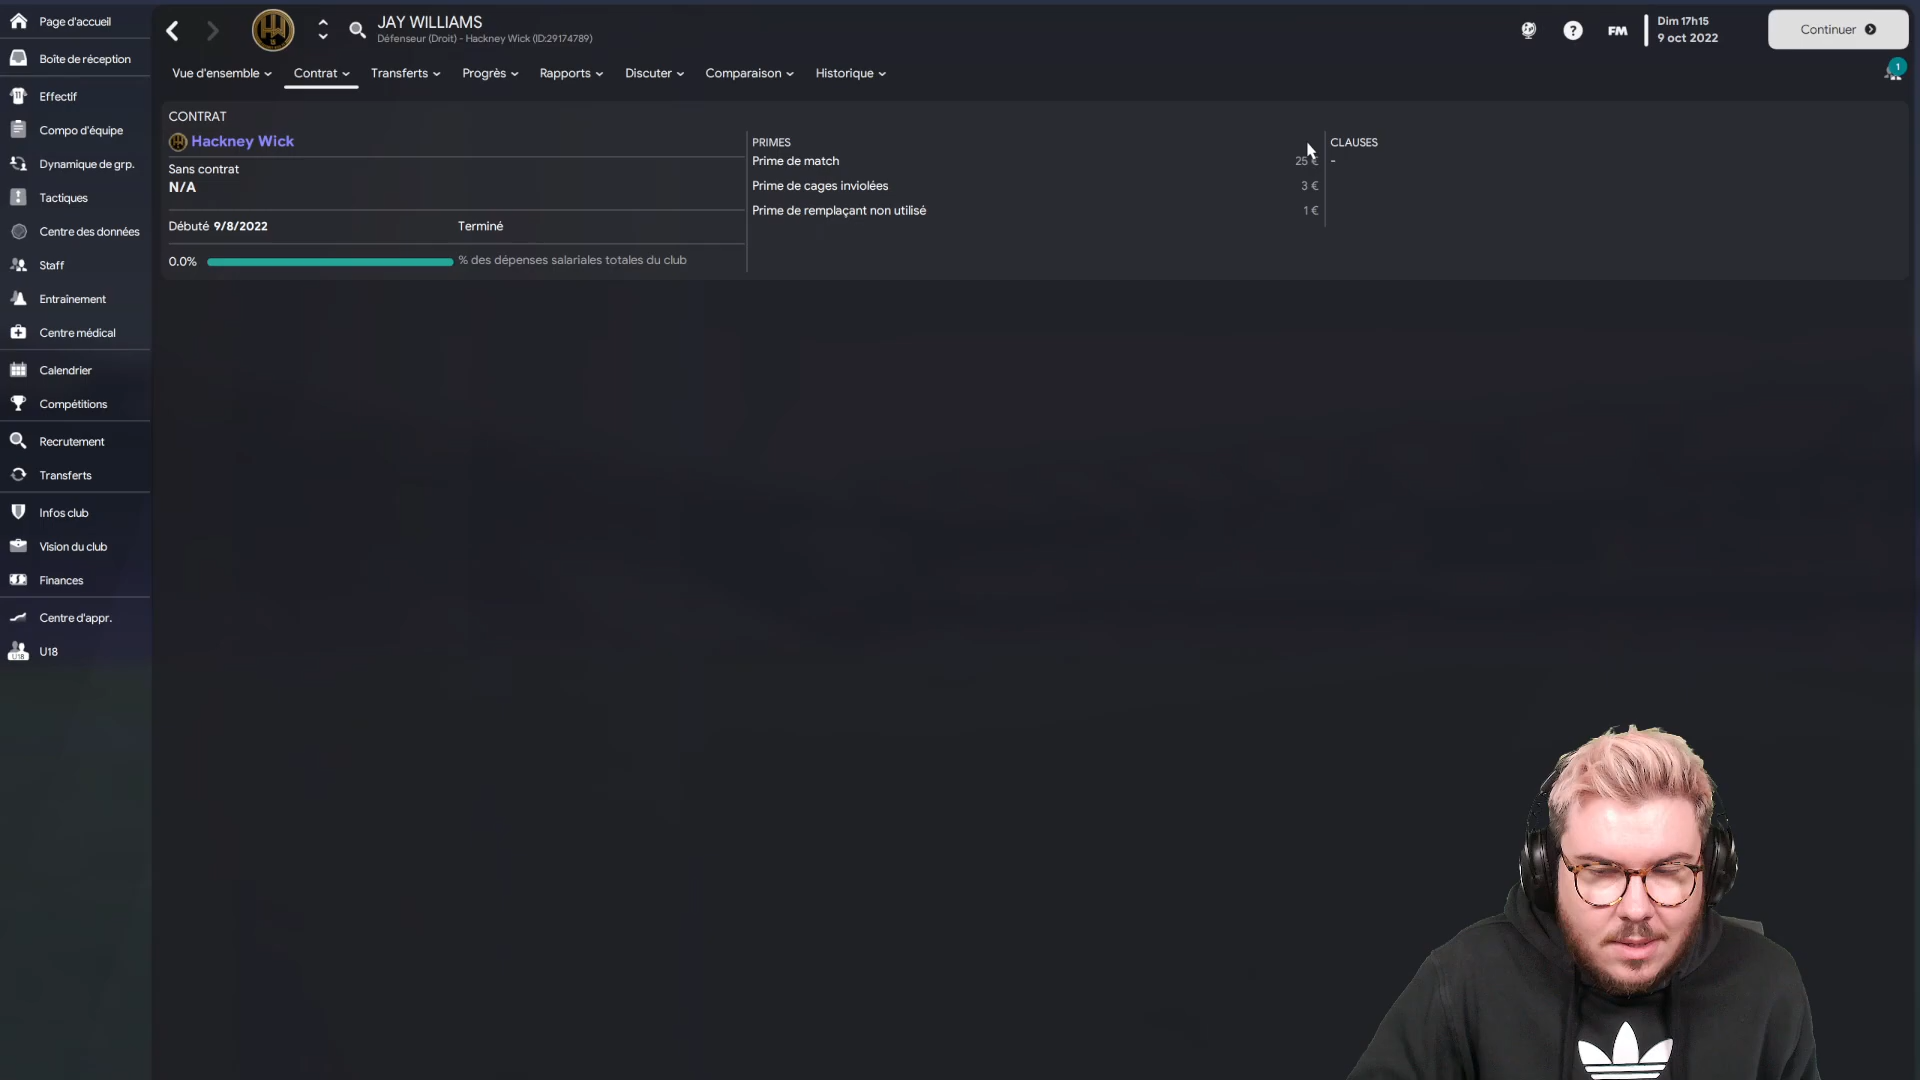 Page d'accueil
Boîte de réception
Effectif
Compo d'équipe
Dynamique de grp.
Tactiques
Centre des données
Staff
Entraînement
Centre médical
Calendrier
Compétitions
Recrutement
Transferts
Infos club
Vision du club
Finances
Centre d'appr.
U18
U18
JAY WILLIAMS
Défenseur (Droit) - Hackney Wick (ID:29174789)
FM
Dim 17h15
9 oct 2022
Continuer
Vue d'ensemble
Contrat
Transferts
Progrès
Rapports
Discuter
Comparaison
Historique
1
CONTRAT
Hackney Wick
Sans contrat
N/A
Débuté 9/8/2022
Terminé
0.0%
% des dépenses salariales totales du club
PRIMES
Prime de match 25 €
Prime de cages inviolées 3 €
Prime de remplaçant non utilisé 1 €
CLAUSES
-